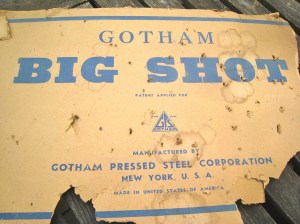 GOTHAM
BIG SHOT
PATENT APPLIED FOR
MANUFACTURED BY
GOTHAM PRESSED STEEL CORPORATION
NEW YORK, U. S. A.
MADE IN UNITED STATES OF AMERICA